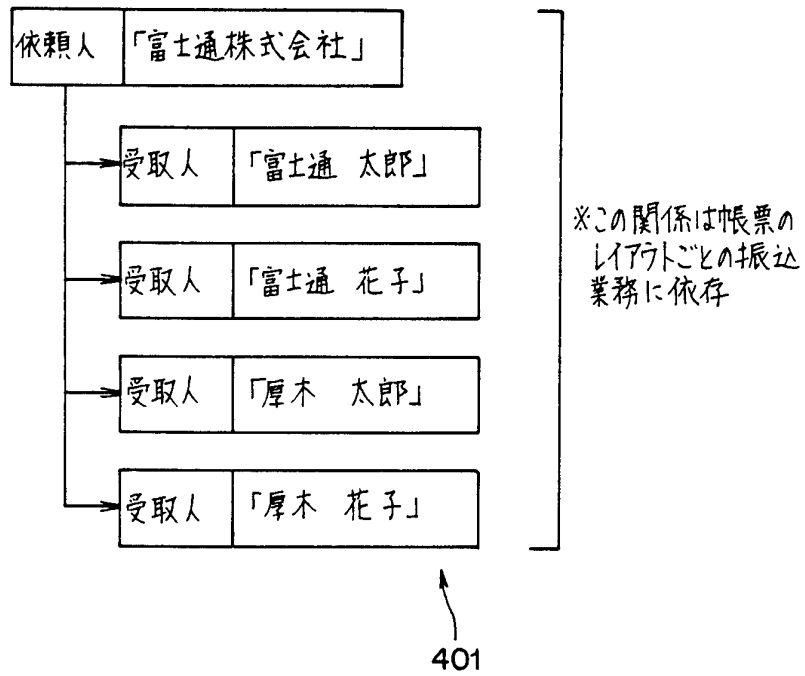 依頼人 「富士通株式会社」
受取人 「富士通 太郎」
受取人 「富士通 花子」
※この関係は帳票の
レイアウトごとの振込
業務に依存
受取人 「厚木 太郎」
受取人 「厚木 花子」
401